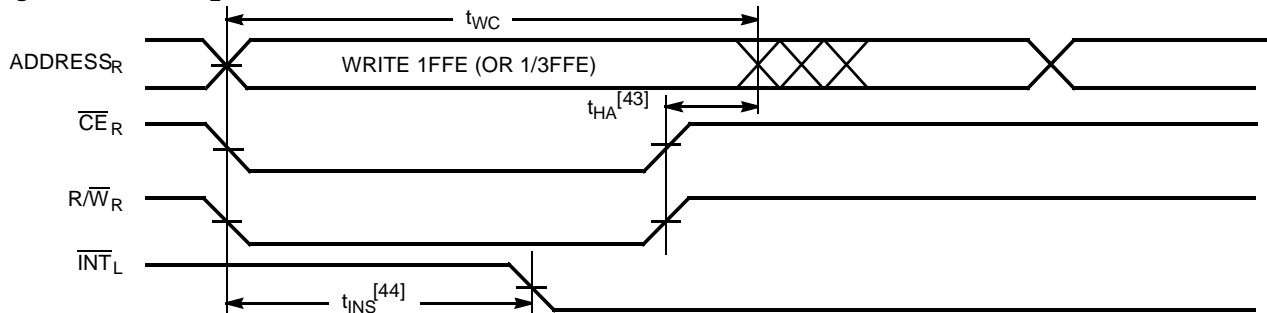 tWC
ADDRESSR
WRITE 1FFE (OR 1/3FFE)
tHA[43]
CER
R/WR
INTL
tINS[44]